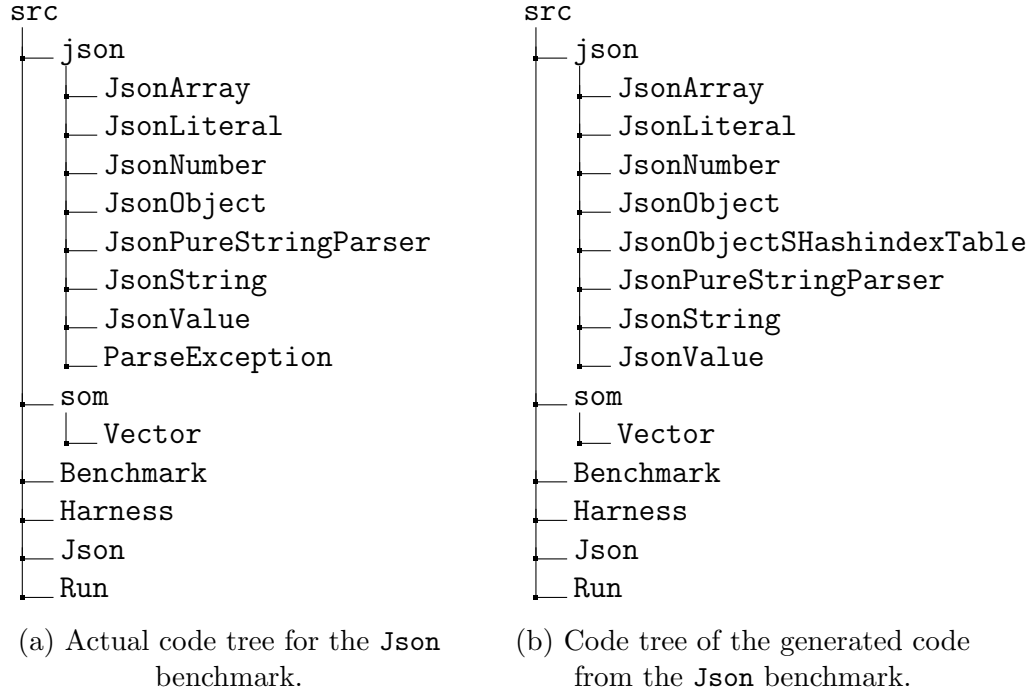 src
json
JsonArray
JsonLiteral
JsonNumber
JsonObject
JsonPureStringParser
JsonString
JsonValue
ParseException
som
Vector
Benchmark
Harness
Json
Run
(a) Actual code tree for the Json
benchmark.
src
json
JsonArray
JsonLiteral
JsonNumber
JsonObject
JsonObjectSHashindexTable
JsonPureStringParser
JsonString
JsonValue
som
Vector
Benchmark
Harness
Json
Run
(b) Code tree of the generated code
from the Json benchmark.